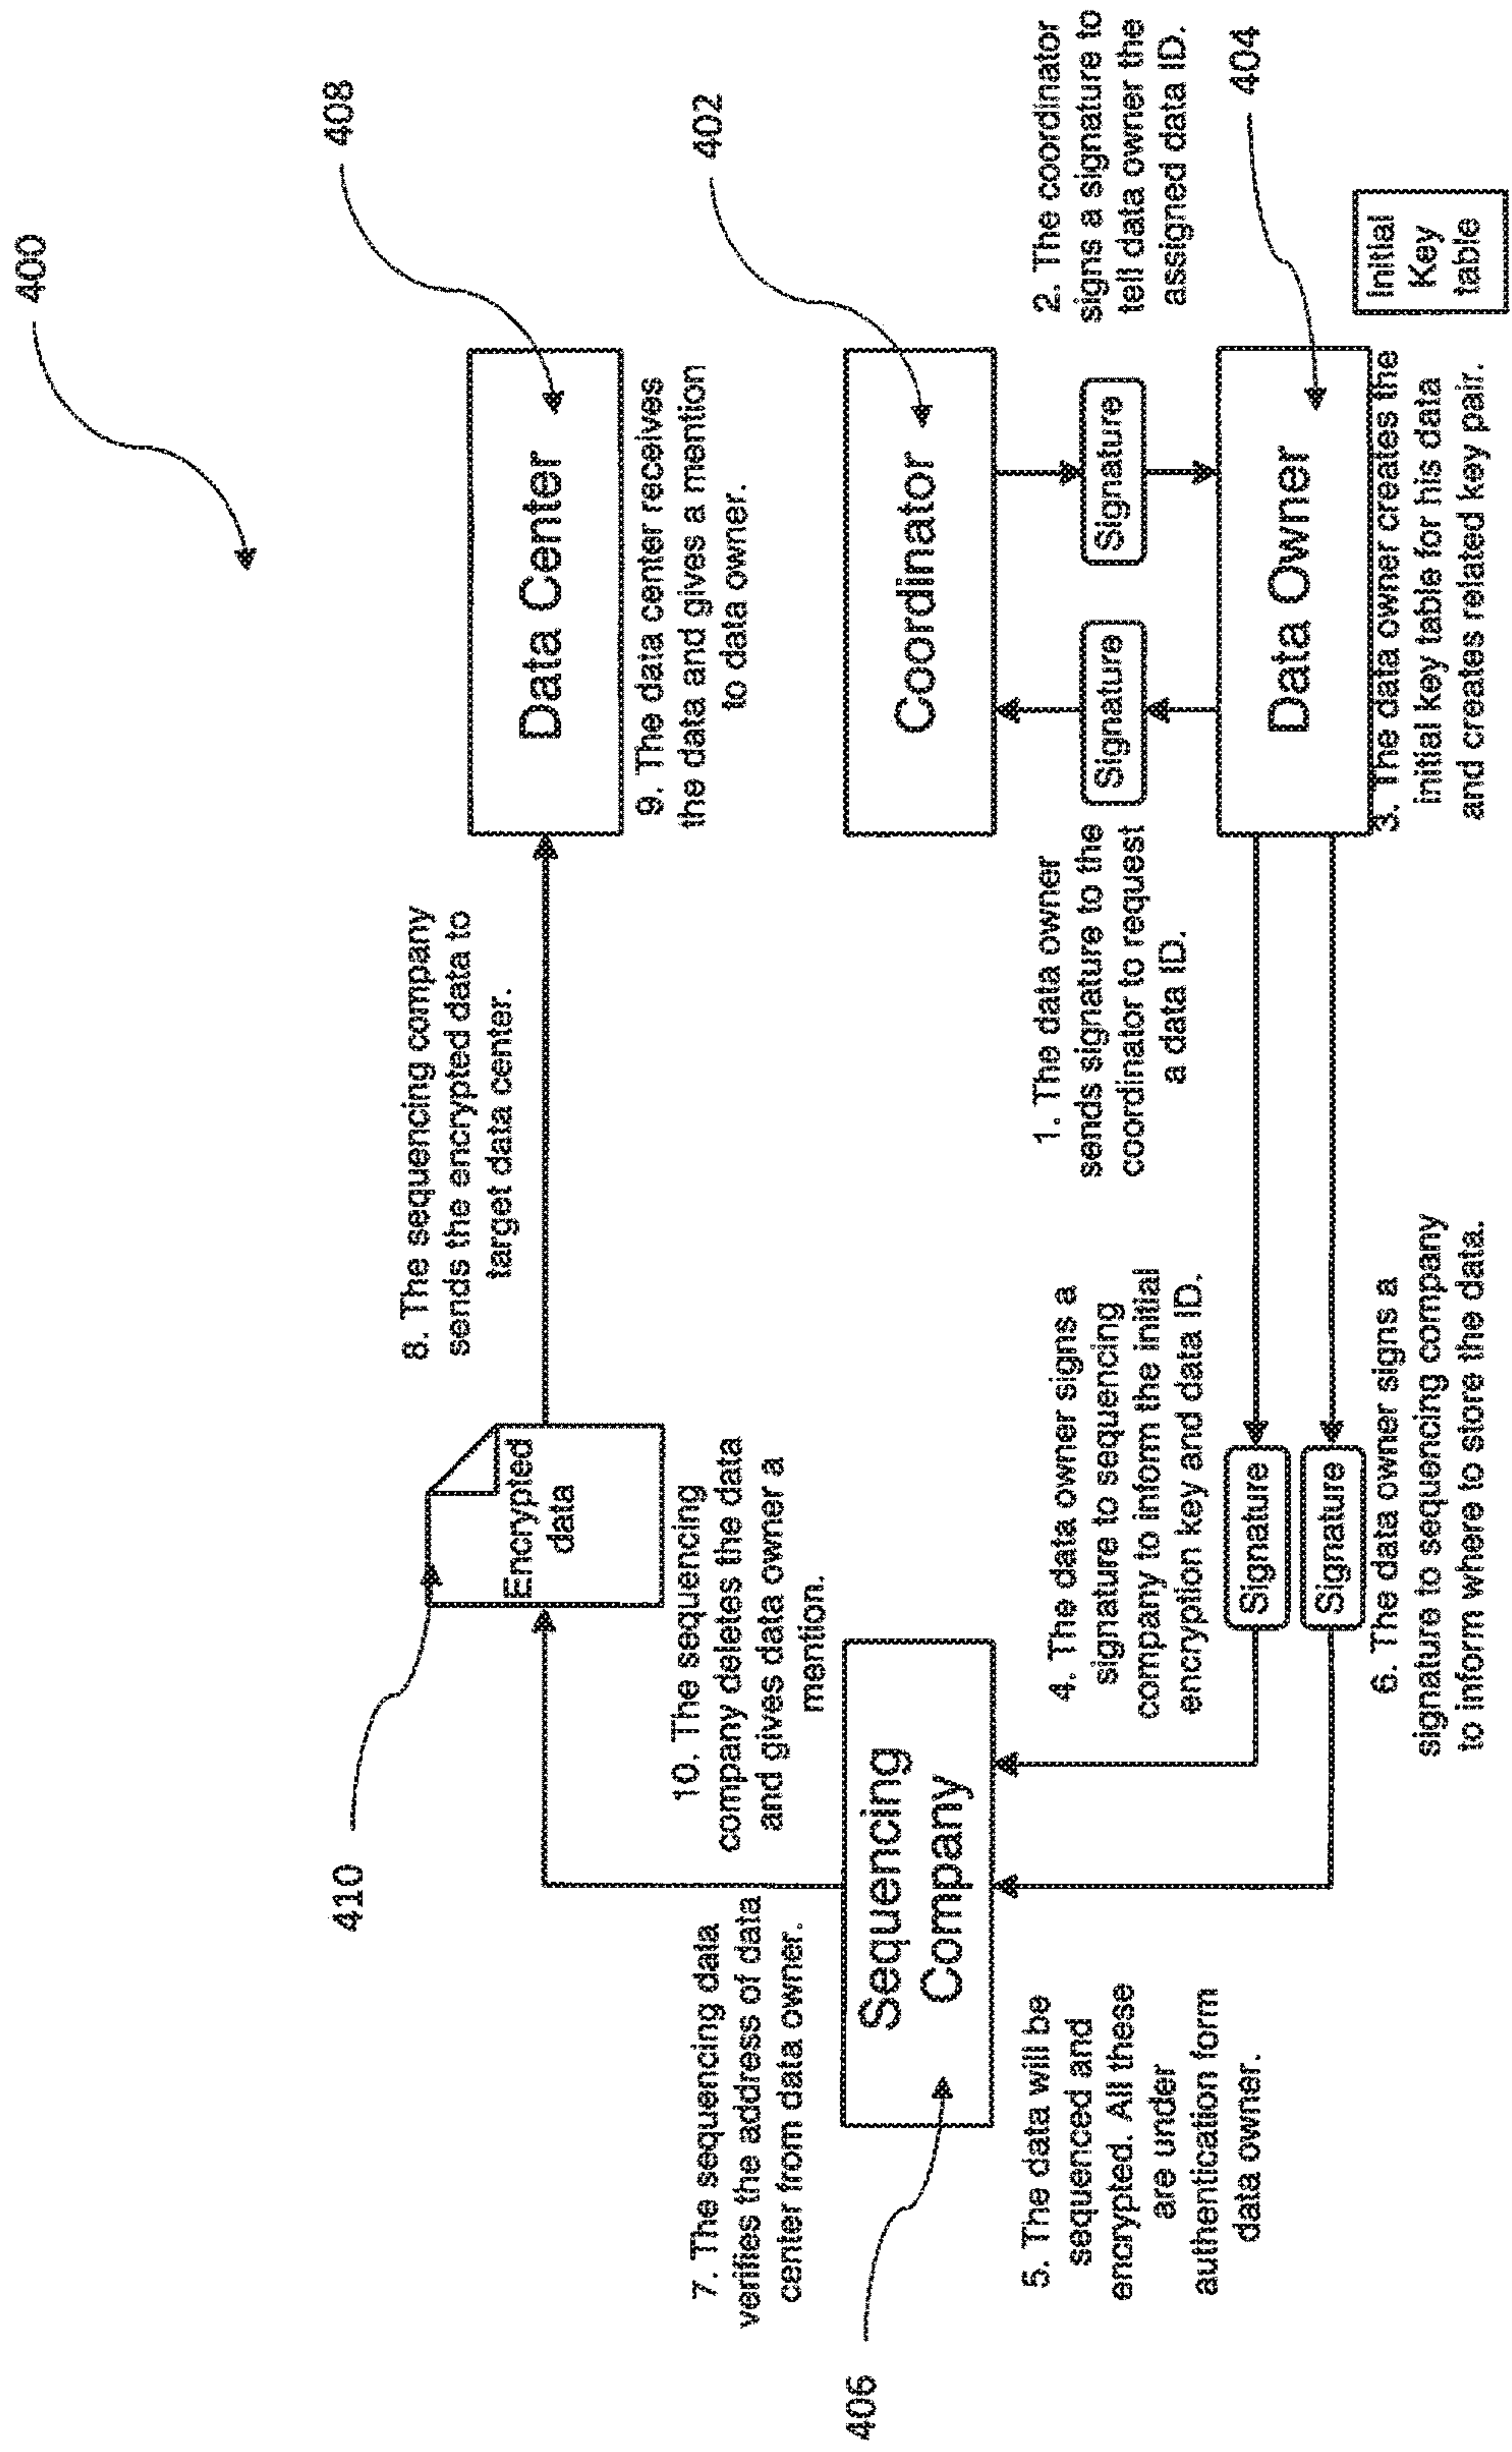 400
408
8. The sequencing company
sends the encrypted data to
target data center.
410
Encrypted
data
Data Center
9. The data center receives
the data and gives a mention
to data owner.
10. The sequencing
company deletes the data
and gives data owner a
mention.
7. The sequencing data
verifies the address of data
center from data owner.
402
406
Sequencing
Company
Coordinator
5. The data will be
sequenced and
encrypted. All these
are under
authentication form
data owner.
4. The data owner signs a
signature to sequencing
company to inform the initial
encryption key and data ID.
1. The data owner
sends signature to the
coordinator to request
a data ID.
Signature
Signature
2. The coordinator
signs a signature to
tell data owner the
assigned data ID.
404
Signature
Signature
Data Owner
6. The data owner signs a
signature to sequencing company
to inform where to store the data.
3. The data owner creates the
initial key table for his data
and creates related key pair.
Initial
Key
table